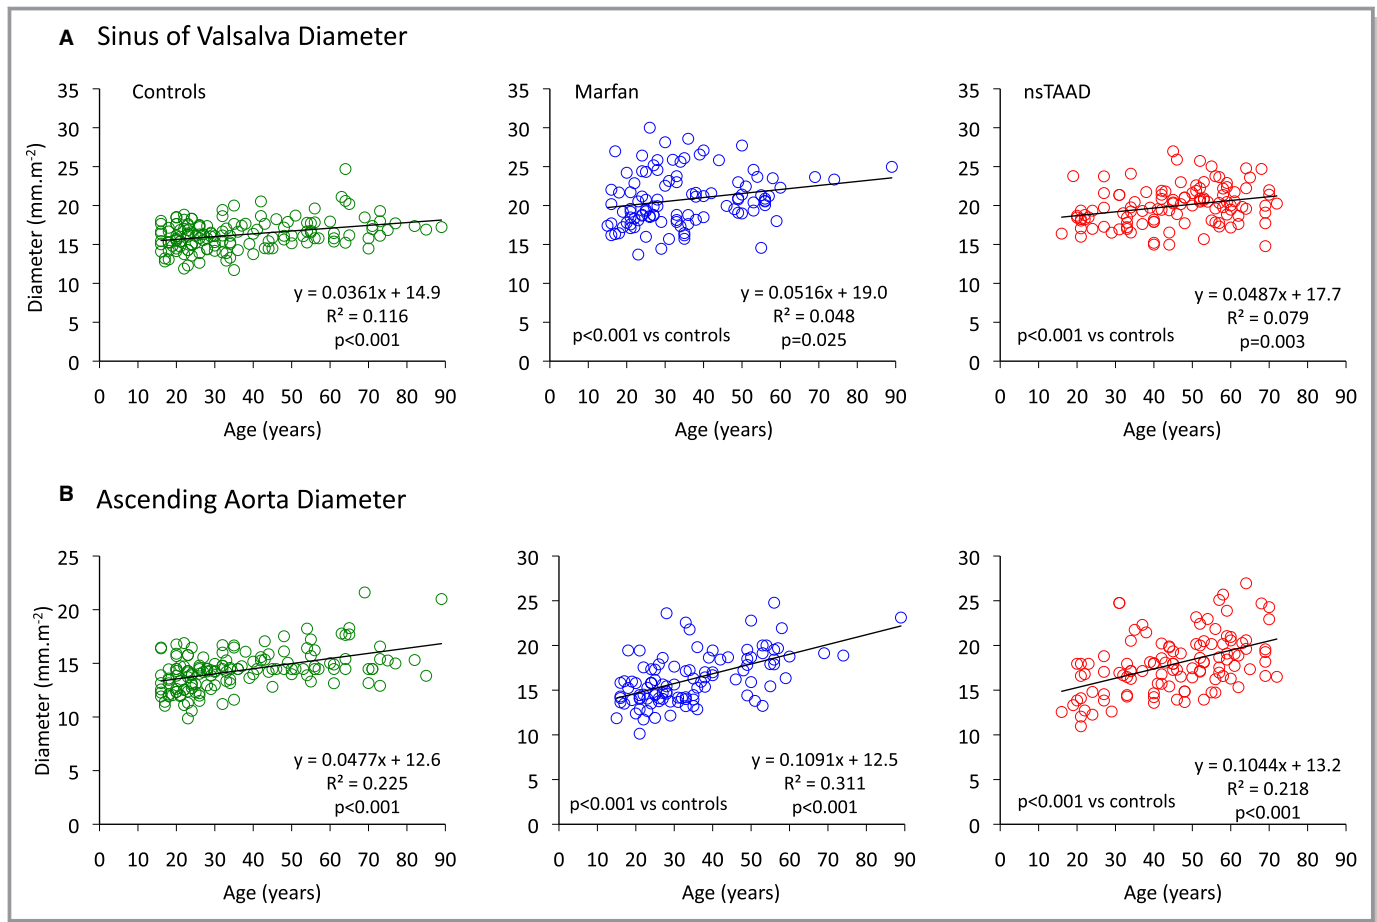 A Sinus of Valsalva Diameter
Controls
Marfan
nsTAAD
Diameter (mm.m-2)
35
30
25
20
15
10
5
0
y = 0.0361x + 14.9
R² = 0.116
p<0.001
0 10 20 30 40 50 60 70 80 90
Age (years)
35
30
25
20
15
10
5
0
y = 0.0516x + 19.0
R² = 0.048
p<0.001 vs controls
p=0.025
0 10 20 30 40 50 60 70 80 90
Age (years)
35
30
25
20
15
10
5
0
y = 0.0487x + 17.7
R² = 0.079
p<0.001 vs controls
p=0.003
0 10 20 30 40 50 60 70 80 90
Age (years)
B Ascending Aorta Diameter
Diameter (mm.m-2)
25
20
15
10
5
0
y = 0.0477x + 12.6
R² = 0.225
p<0.001
0 10 20 30 40 50 60 70 80 90
Age (years)
30
25
20
15
10
5
0
y = 0.1091x + 12.5
R² = 0.311
p<0.001 vs controls
p<0.001
0 10 20 30 40 50 60 70 80 90
Age (years)
30
25
20
15
10
5
0
y = 0.1044x + 13.2
R² = 0.218
p<0.001 vs controls
p<0.001
0 10 20 30 40 50 60 70 80 90
Age (years)